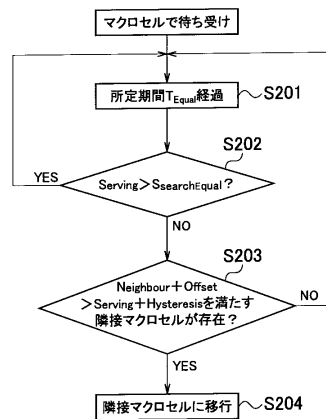 マクロセルで待ち受け
所定期間TEqual経過
S201
S202
YES
Serving＞SsearchEqual？
NO
S203
Neighbour＋Offset
＞Serving＋Hysteresisを満たす
隣接マクロセルが存在？
NO
YES
隣接マクロセルに移行
S204